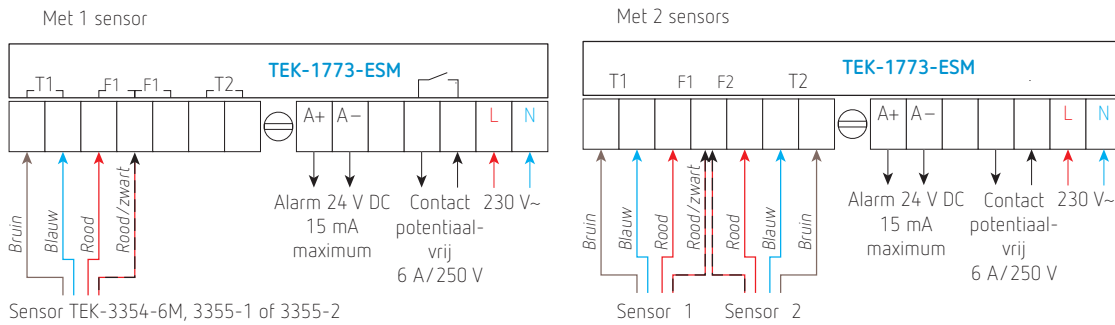 Met 1 sensor
TEK-1773-ESM
T1 F1 F1 T2
A+ A− L N
Bruin
Blauw
Rood
Rood/zwart
Alarm 24 V DC
15 mA
maximum
Contact
potentiaal-
vrij
6 A/250 V
230 V~
Sensor TEK-3354-6M, 3355-1 of 3355-2
Met 2 sensors
TEK-1773-ESM
T1 F1 F2 T2
A+ A− L N
Bruin
Blauw
Rood
Rood/zwart
Rood
Blauw
Bruin
Alarm 24 V DC
15 mA
maximum
Contact
potentiaal-
vrij
6 A/250 V
230 V~
Sensor 1 Sensor 2